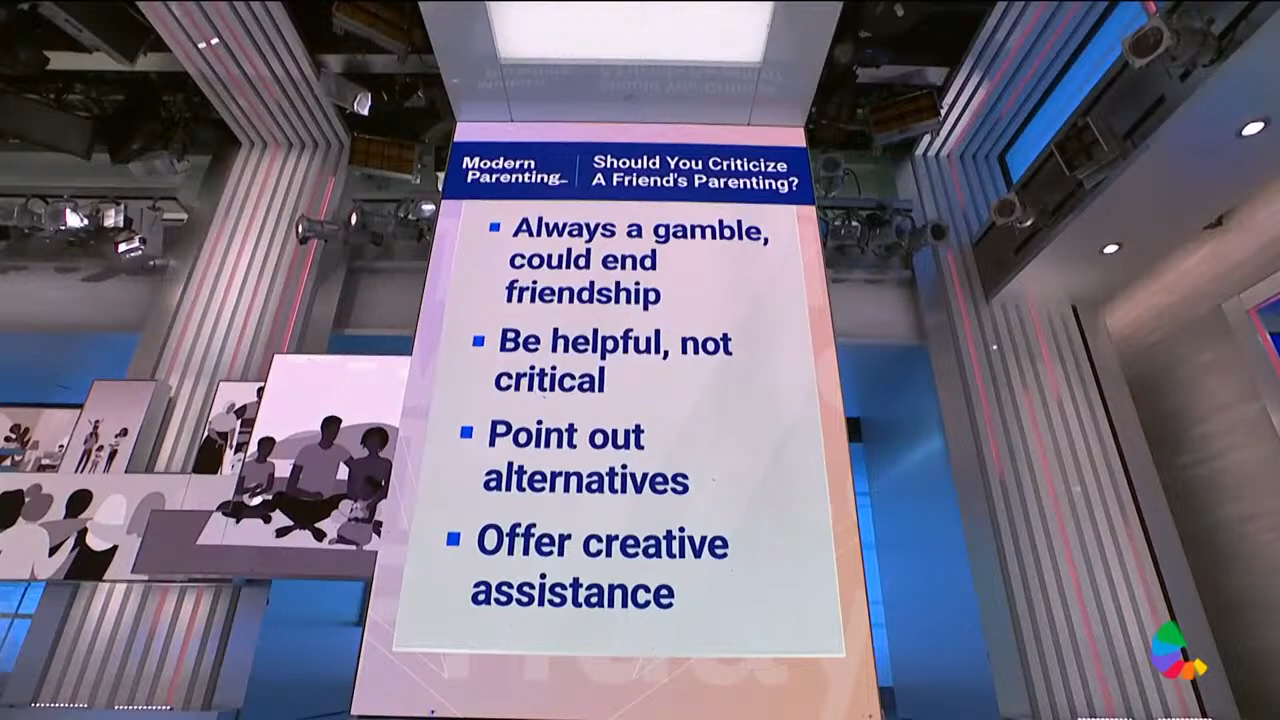 Modern
Parenting_
Should You Criticize
A Friend's Parenting?
Always a gamble,
could end
friendship
Be helpful, not
critical
Point out
alternatives
Offer creative
assistance